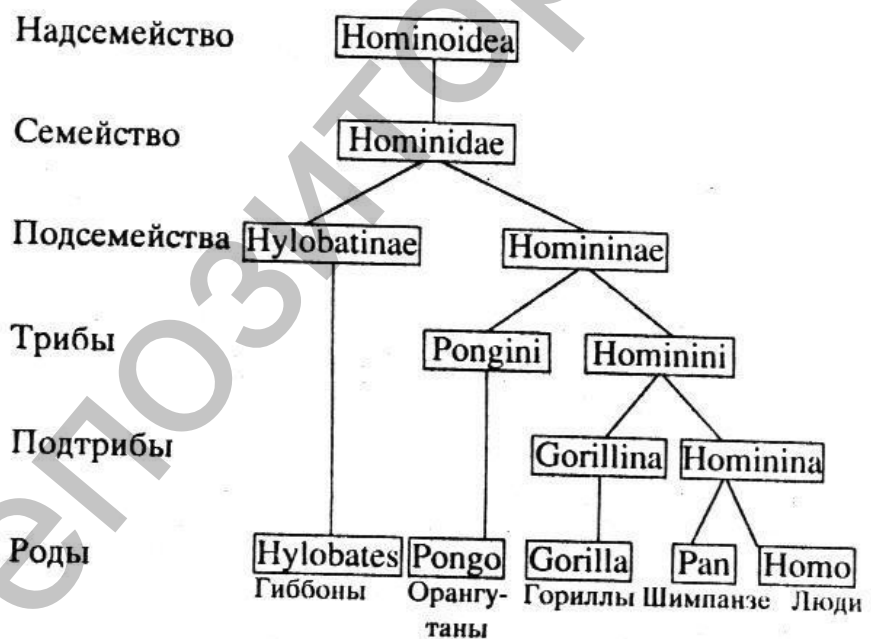 Надсемейство Hominoidea
Семейство Hominidae
Подсемейства Hylobatinae Homininae
Трибы Pongini Hominini
Подтрибы Gorillina Hominina
Роды Hylobates Pongo Gorilla Pan Homo
Гиббоны Орангу- Гориллы Шимпанзе Люди
таны